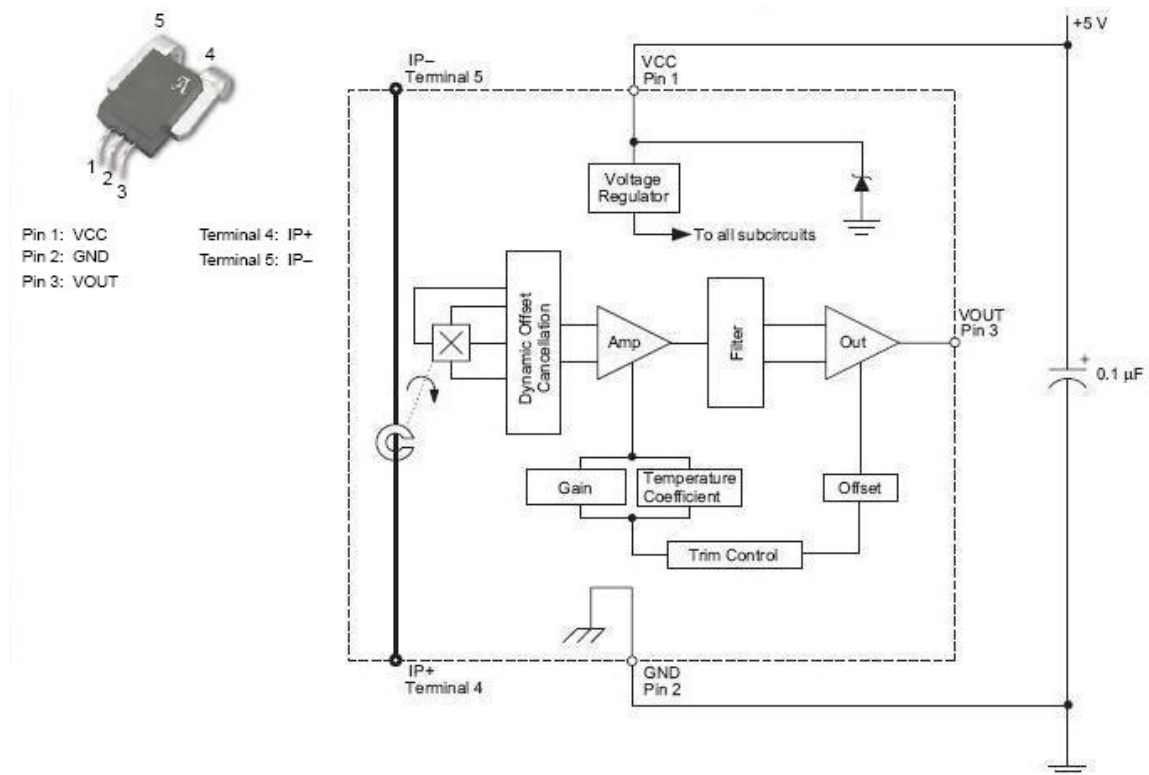 5
4
1
2
3
Pin 1: VCC
Terminal 4: IP+
Pin 2: GND
Terminal 5: IP–
Pin 3: VOUT
+5 V
IP–
Terminal 5
VCC
Pin 1
Voltage
Regulator
To all subcircuits
Dynamic Offset
Cancellation
Amp
Filter
Out
VOUT
Pin 3
+
0.1 µF
Gain
Temperature
Coefficient
Offset
Trim Control
IP+
Terminal 4
GND
Pin 2